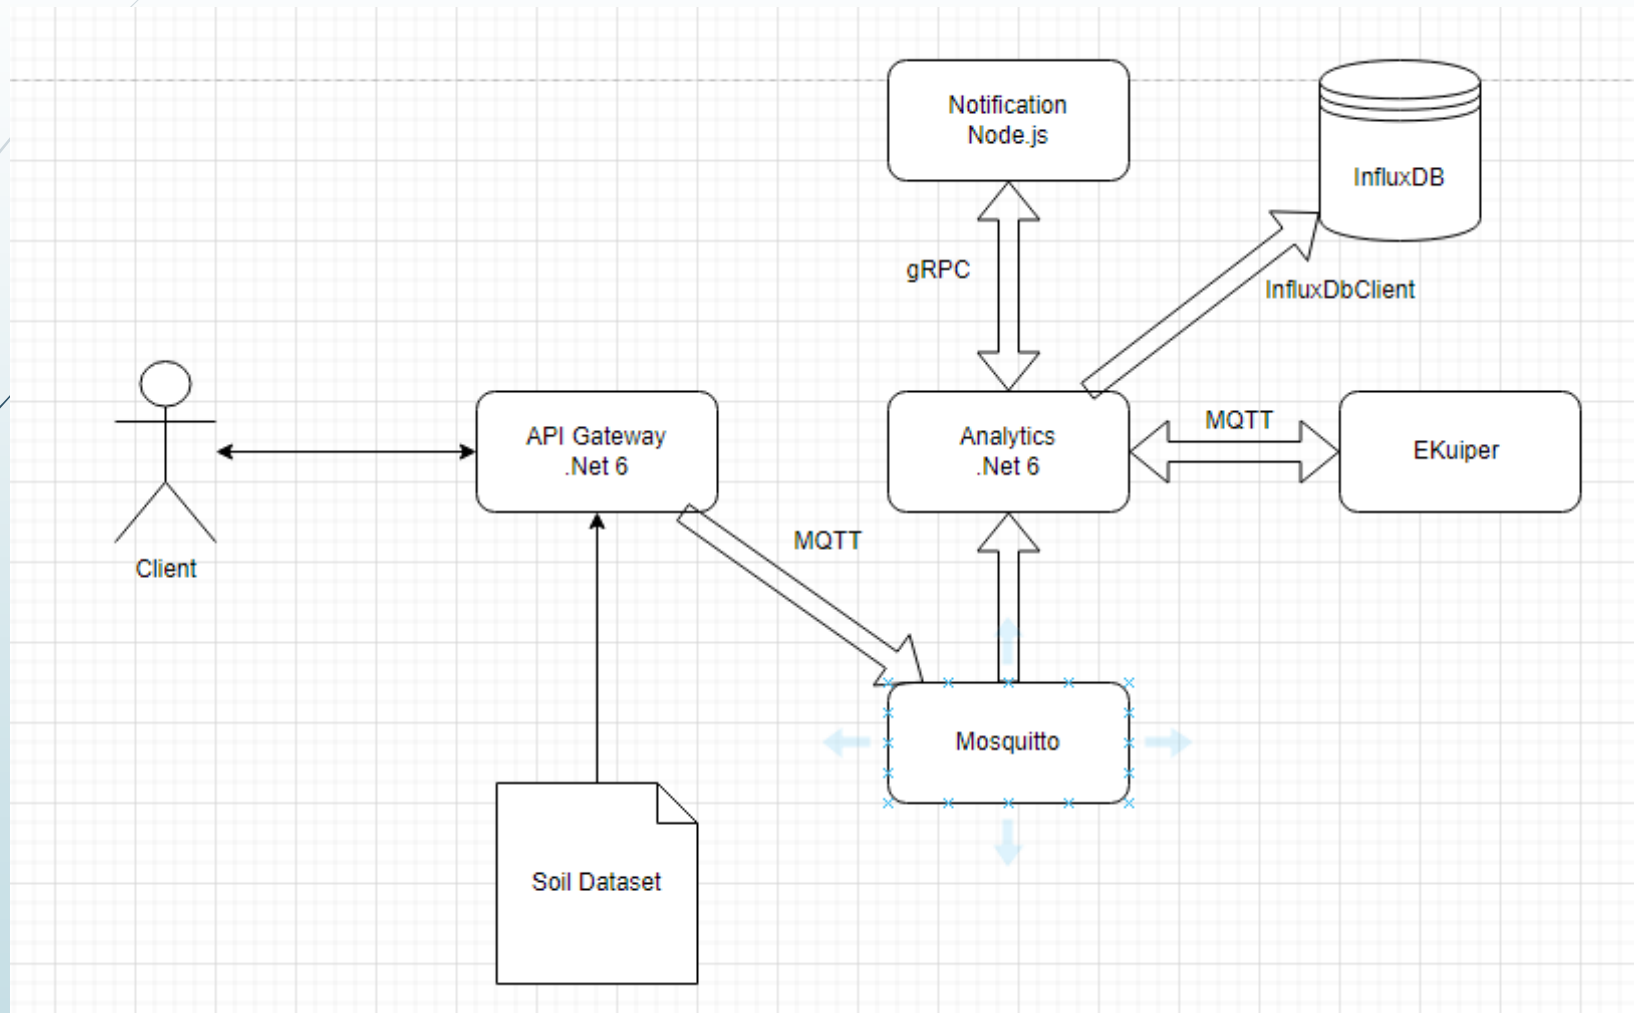 Notification
Node.js
InfluxDB
gRPC
InfluxDbClient
MQTT
API Gateway
.Net 6
Analytics
.Net 6
EKuiper
MQTT
Client
Mosquitto
Soil Dataset